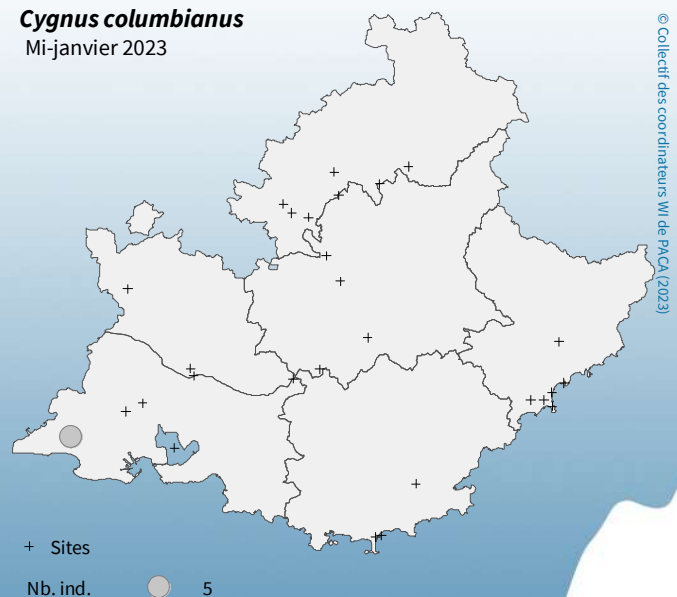 Cygnus columbianus
Mi-janvier 2023
© Collectif des coordinateurs WI de PACA (2023)
+ Sites
Nb. ind. 5